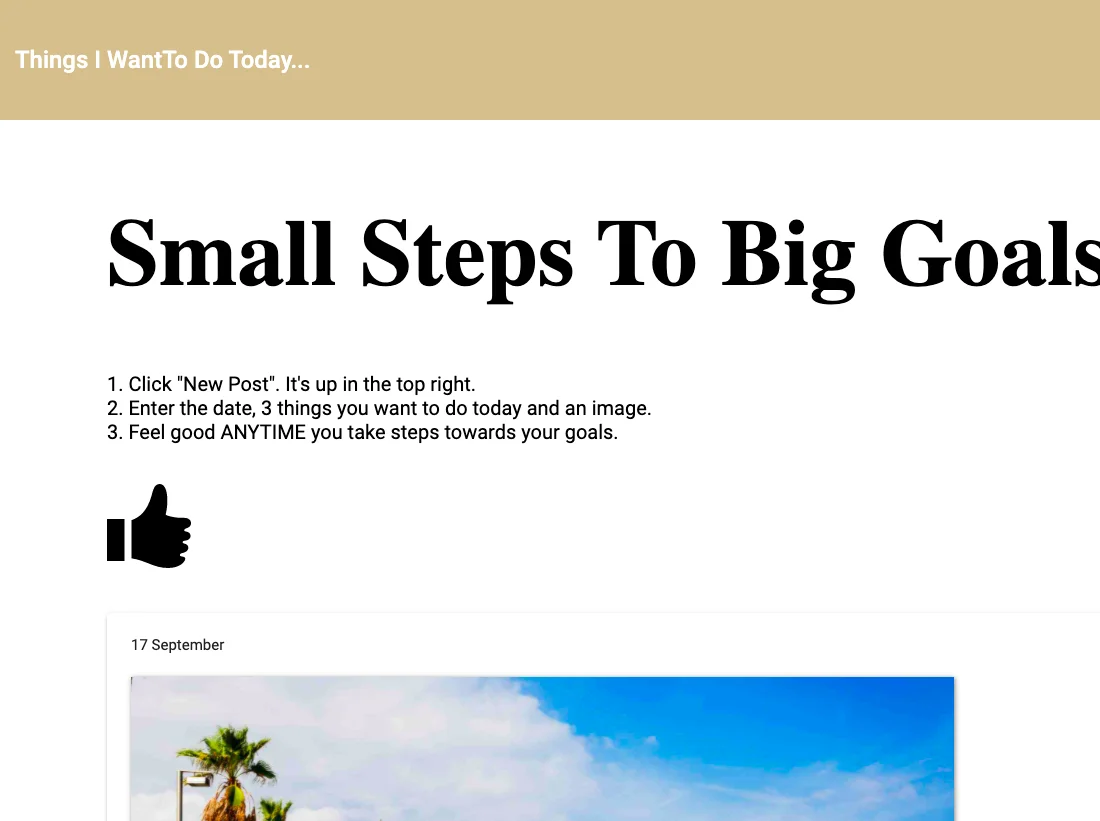 Things I WantTo Do Today...
Small Steps To Big Goals
1. Click "New Post". It's up in the top right.
2. Enter the date, 3 things you want to do today and an image.
3. Feel good ANYTIME you take steps towards your goals.
17 September